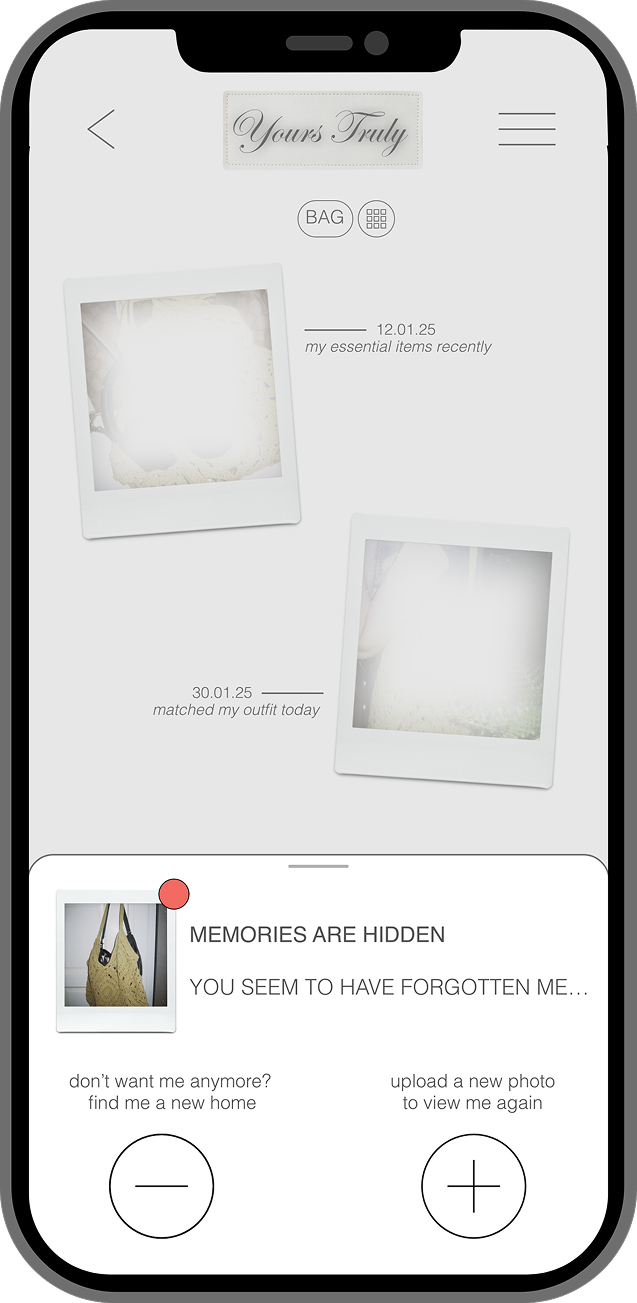 Yours Truly
BAG
12.01.25
my essential items recently
30.01.25
matched my outfit today
MEMORIES ARE HIDDEN
YOU SEEM TO HAVE FORGOTTEN ME...
don’t want me anymore?
find me a new home
upload a new photo
to view me again